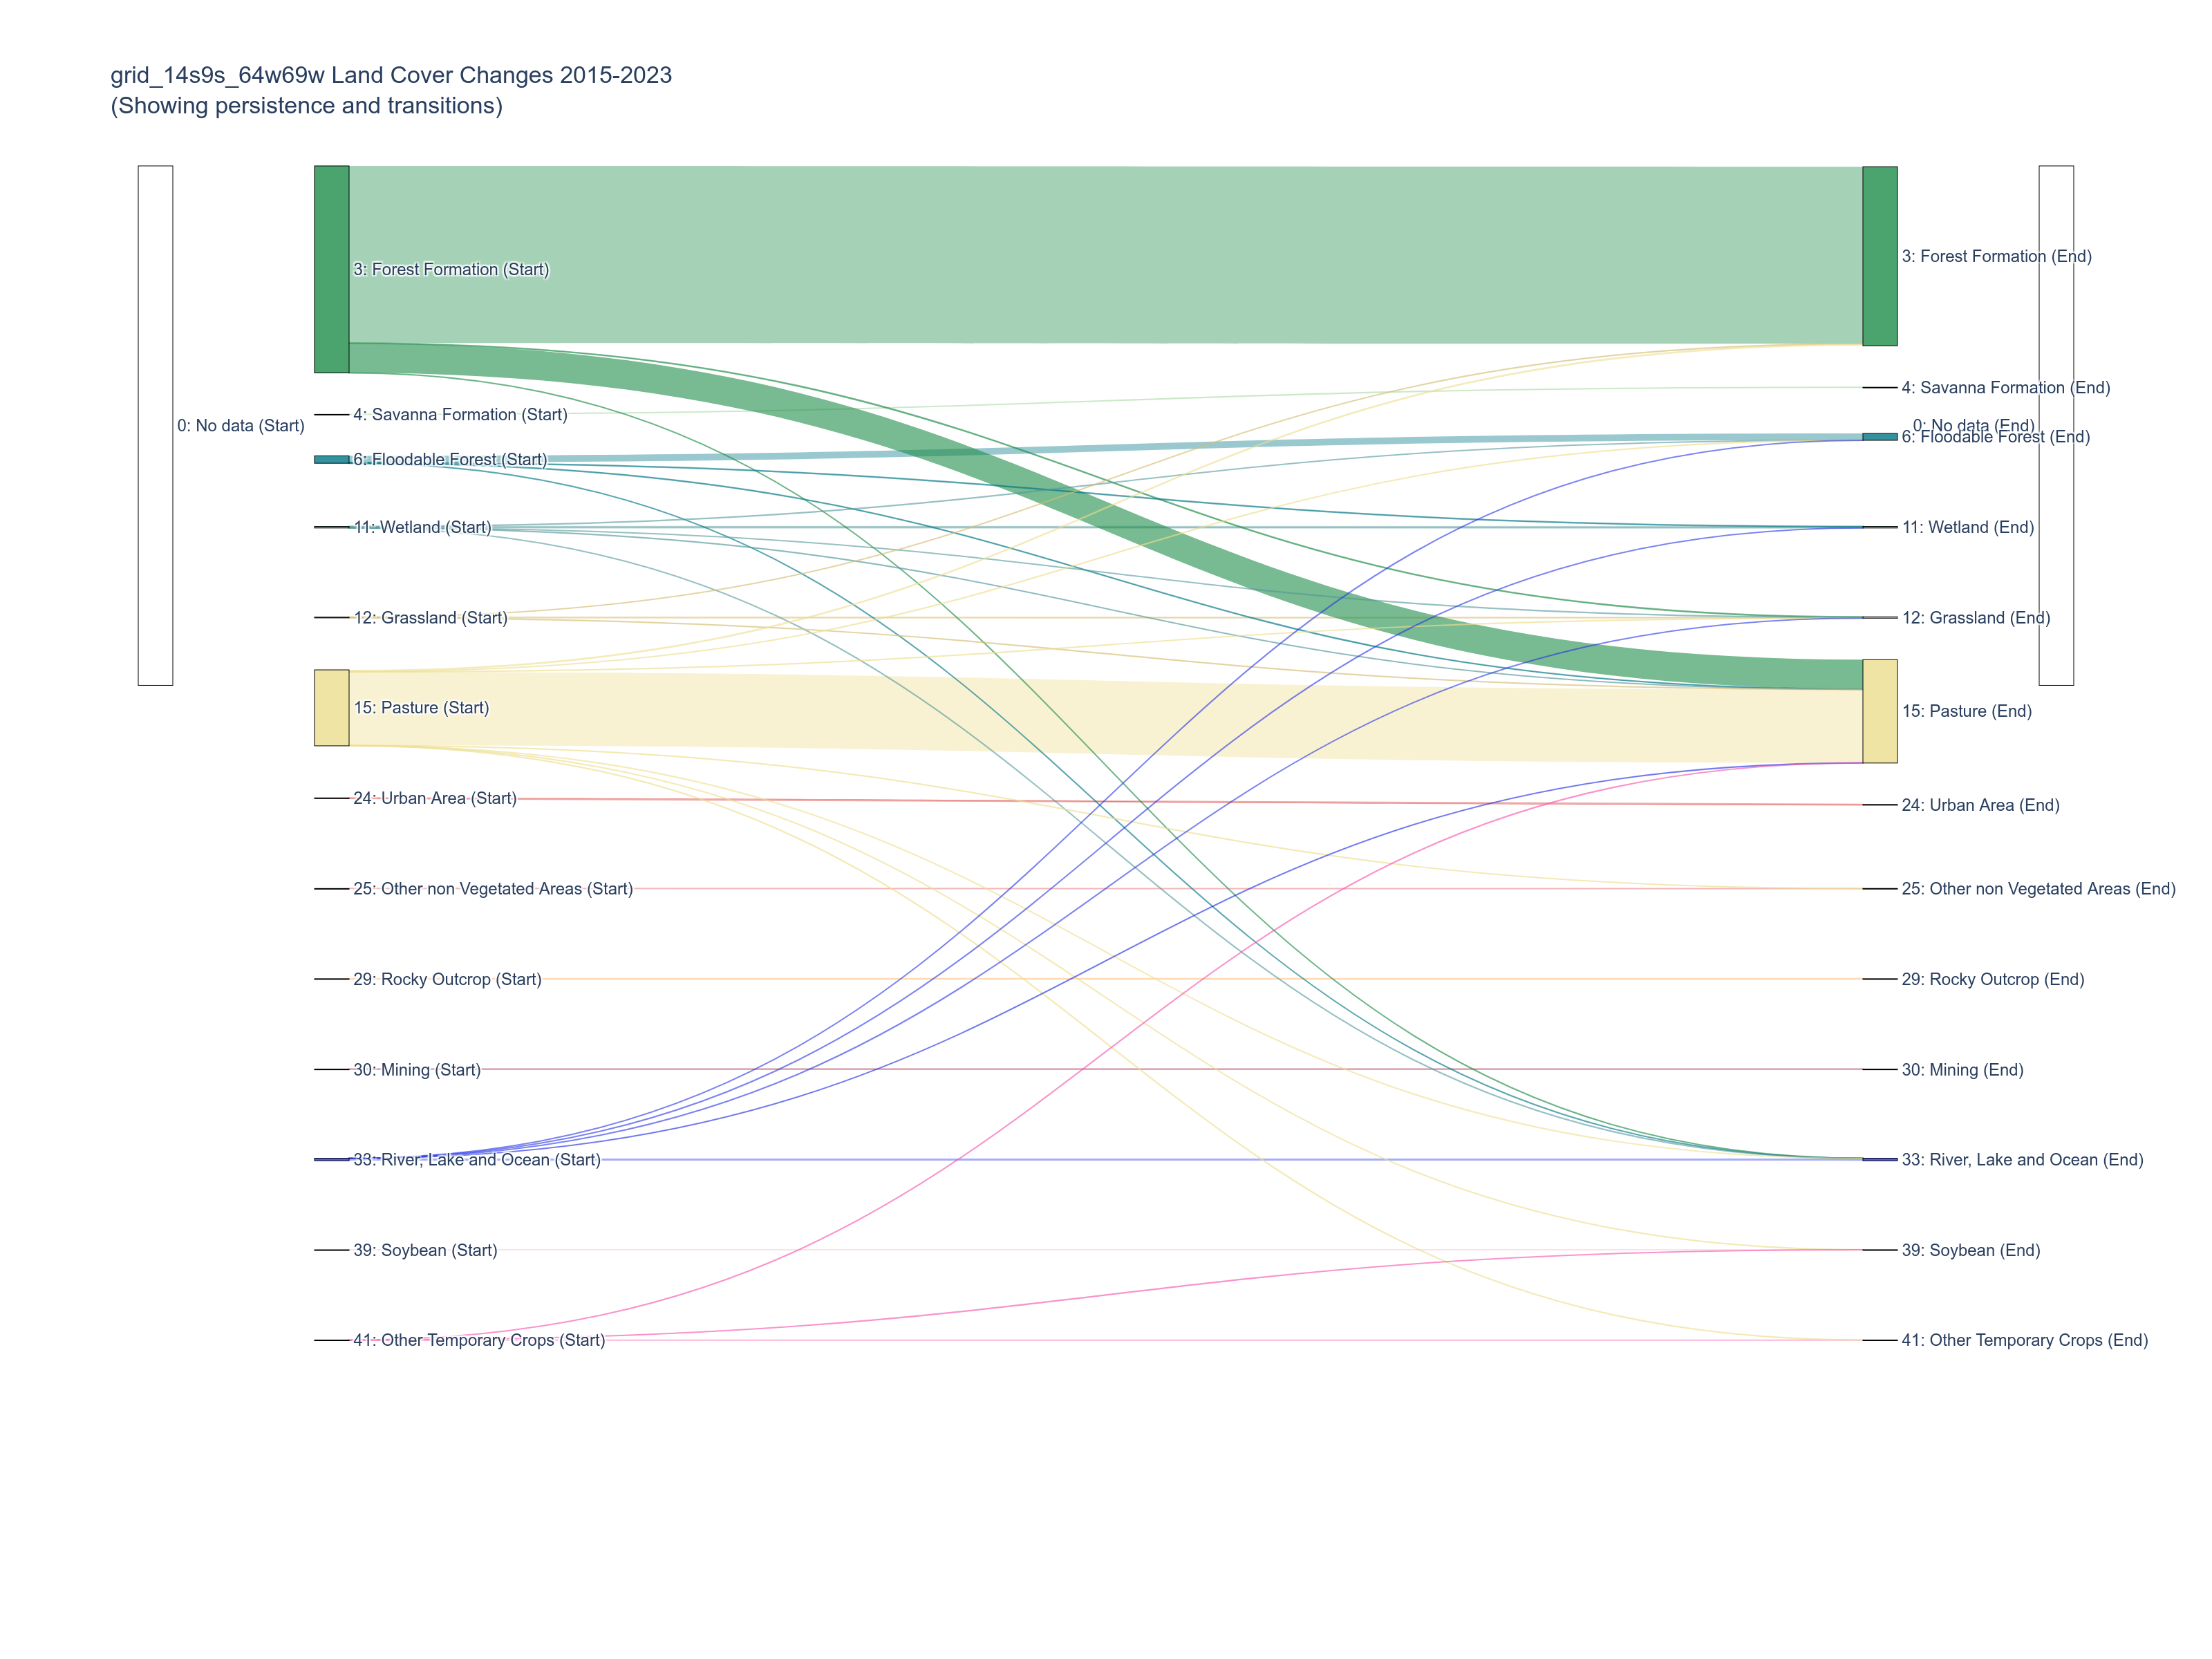 grid_14s9s_64w69w Land Cover Changes 2015-2023
(Showing persistence and transitions)
0: No data (Start)
3: Forest Formation (Start)
4: Savanna Formation (Start)
6: Floodable Forest (Start)
11: Wetland (Start)
12: Grassland (Start)
15: Pasture (Start)
24: Urban Area (Start)
25: Other non Vegetated Areas (Start)
29: Rocky Outcrop (Start)
30: Mining (Start)
33: River, Lake and Ocean (Start)
39: Soybean (Start)
41: Other Temporary Crops (Start)
3: Forest Formation (End)
4: Savanna Formation (End)
0: No data (End)
6: Floodable Forest (End)
11: Wetland (End)
12: Grassland (End)
15: Pasture (End)
24: Urban Area (End)
25: Other non Vegetated Areas (End)
29: Rocky Outcrop (End)
30: Mining (End)
33: River, Lake and Ocean (End)
39: Soybean (End)
41: Other Temporary Crops (End)